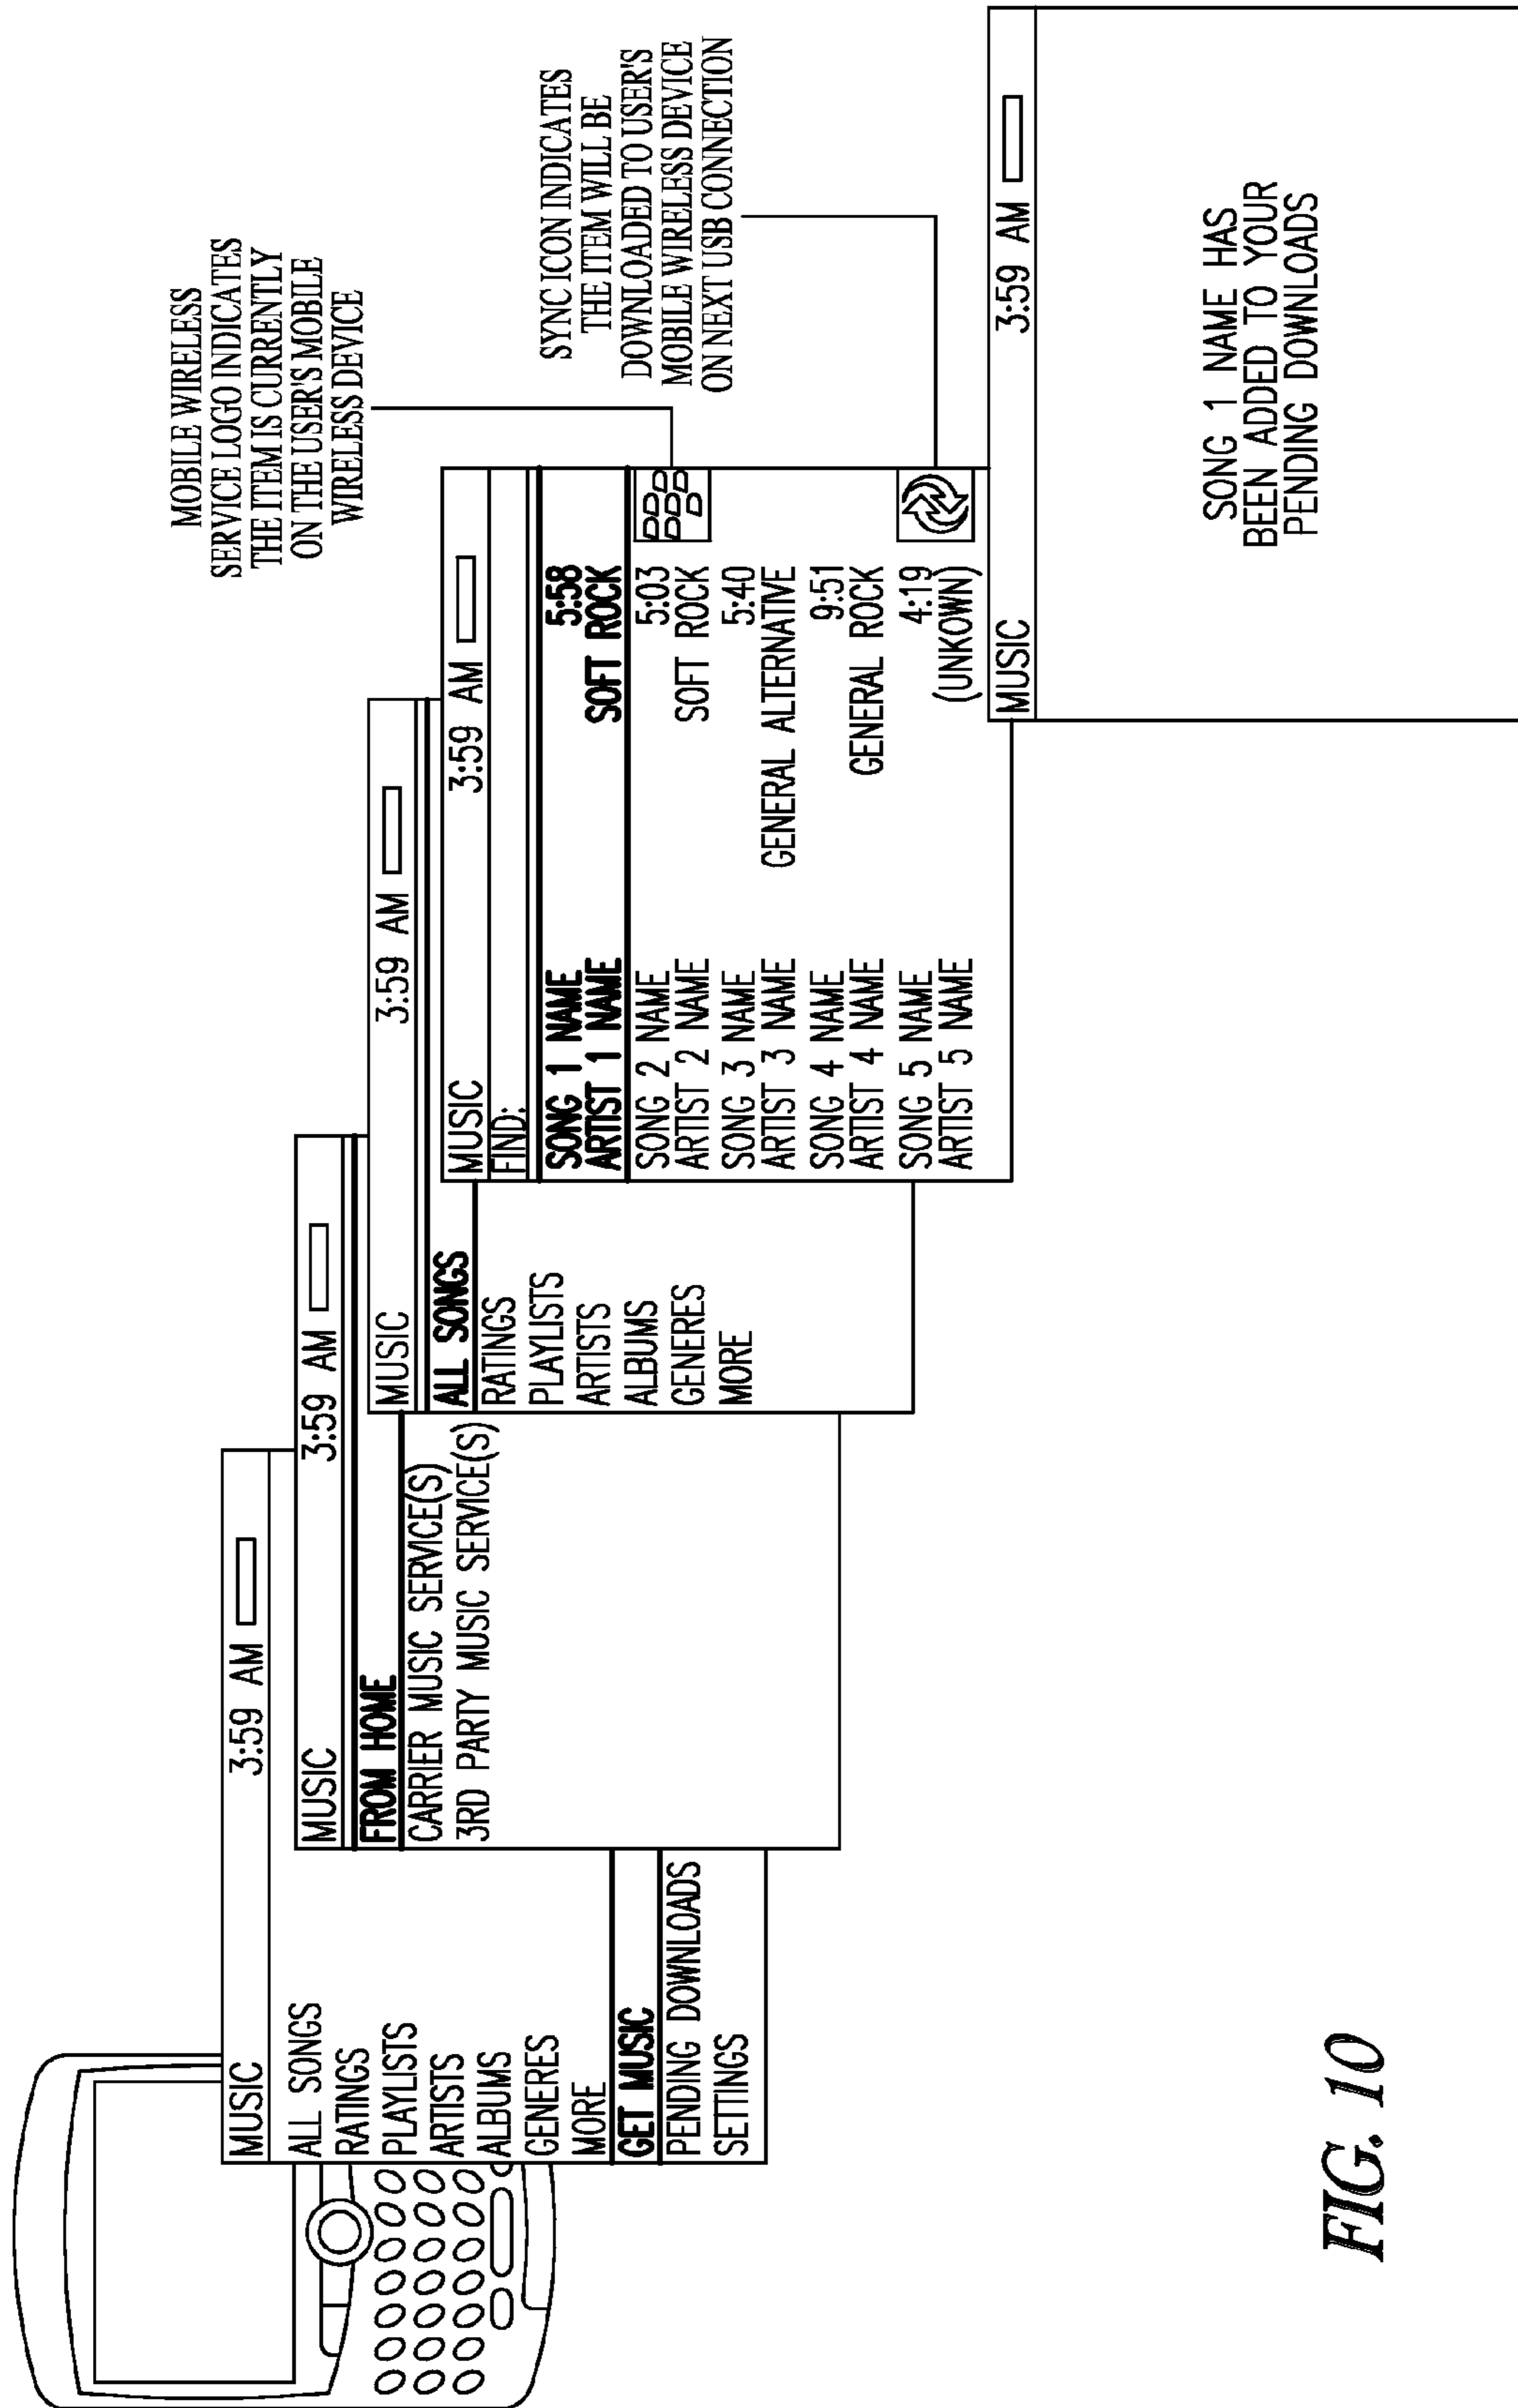 MUSIC 3:59 AM
ALL SONGS
RATINGS
PLAYLISTS
ARTISTS
ALBUMS
GENERES
MORE
GET MUSIC
PENDING DOWNLOADS
SETTINGS
MUSIC 3:59 AM
FROM HOME
CARRIER MUSIC SERVICE(S)
3RD PARTY MUSIC SERVICE(S)
MUSIC 3:59 AM
ALL SONGS
RATINGS
PLAYLISTS
ARTISTS
ALBUMS
GENERES
MORE
MUSIC 3:59 AM
FIND:
SONG 1 NAME 5:58
ARTIST 1 NAME SOFT ROCK
SONG 2 NAME 5:03
ARTIST 2 NAME SOFT ROCK
SONG 3 NAME 5:40
ARTIST 3 NAME GENERAL ALTERNATIVE
SONG 4 NAME 9:51
ARTIST 4 NAME GENERAL ROCK
SONG 5 NAME 4:19
ARTIST 5 NAME (UNKOWN)
MOBILE WIRELESS
SERVICE LOGO INDICATES
THE ITEM IS CURRENTLY
ON THE USER'S MOBILE
WIRELESS DEVICE
SYNC ICON INDICATES
THE ITEM WILL BE
DOWNLOADED TO USER'S
MOBILE WIRELESS DEVICE
ON NEXT USB CONNECTION
MUSIC 3:59 AM
SONG 1 NAME HAS
BEEN ADDED TO YOUR
PENDING DOWNLOADS
FIG. 10